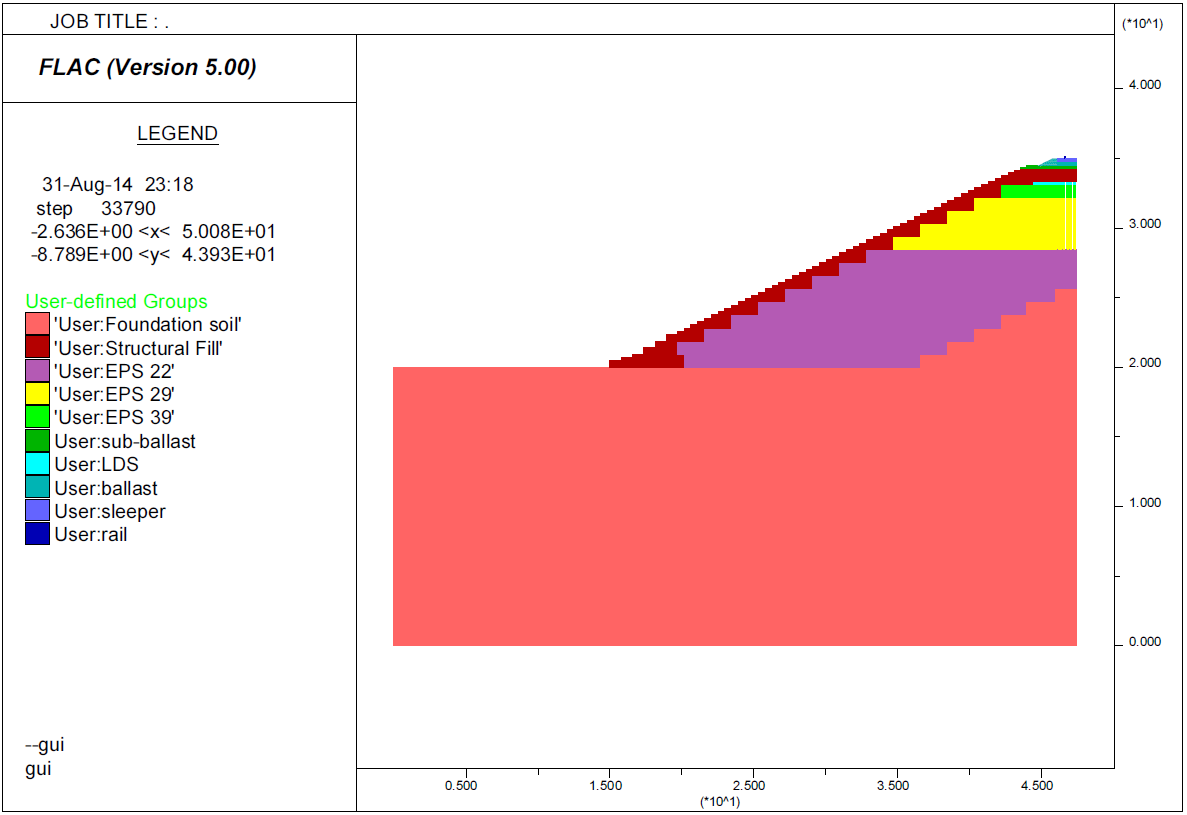 JOB TITLE : .
(*10^1)
FLAC (Version 5.00)
LEGEND
31-Aug-14 23:18
step 33790
-2.636E+00 <x< 5.008E+01
-8.789E+00 <y< 4.393E+01
User-defined Groups
'User:Foundation soil'
'User:Structural Fill'
'User:EPS 22'
'User:EPS 29'
'User:EPS 39'
User:sub-ballast
User:LDS
User:ballast
User:sleeper
User:rail
--gui
gui
4.000
3.000
2.000
1.000
0.000
0.500 1.500 2.500 3.500 4.500
(*10^1)